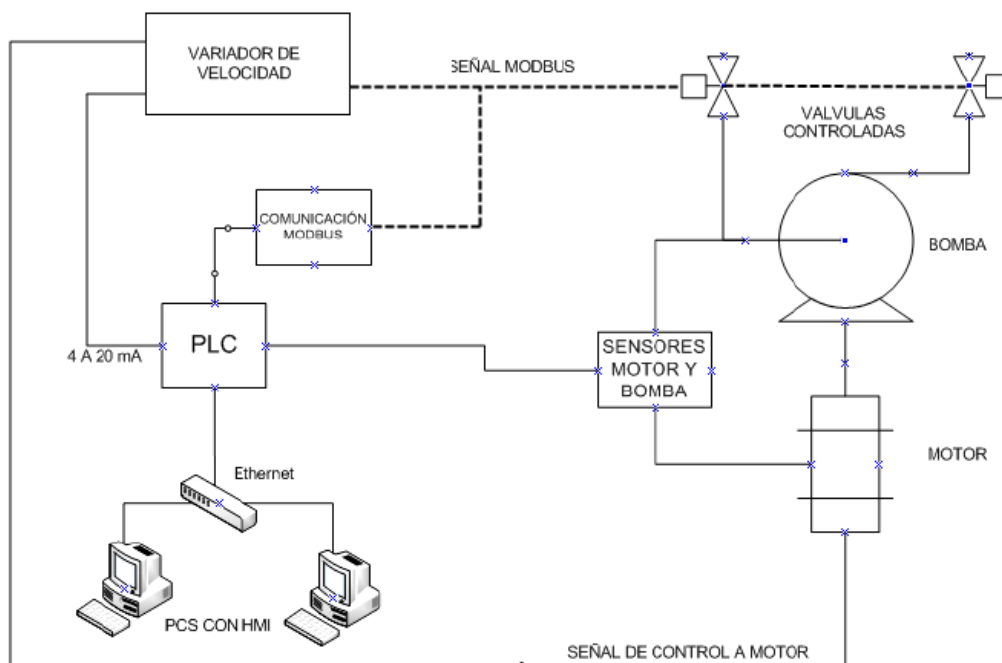 VARIADOR DE
VELOCIDAD
SEÑAL MODBUS
VALVULAS
CONTROLADAS
COMUNICACIÓN
MODBUS
BOMBA
PLC
4 A 20 mA
SENSORES
MOTOR Y
BOMBA
MOTOR
Ethernet
PCS CON HMI
SEÑAL DE CONTROL A MOTOR